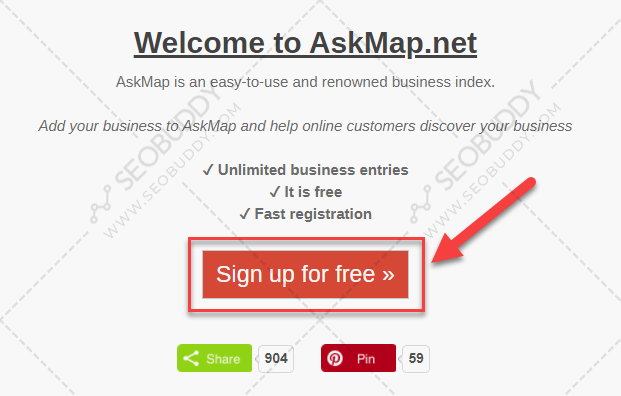 Welcome to AskMap.net
AskMap is an easy-to-use and renowned business index.
Add your business to AskMap and help online customers discover your business
✓ Unlimited business entries
✓ It is free
✓ Fast registration
Sign up for free »
Share 904 Pin 59
SEOBUDDY
WWW.SEOBUDDY.COM
SEOBUDDY
WWW.SEOBUDDY.COM